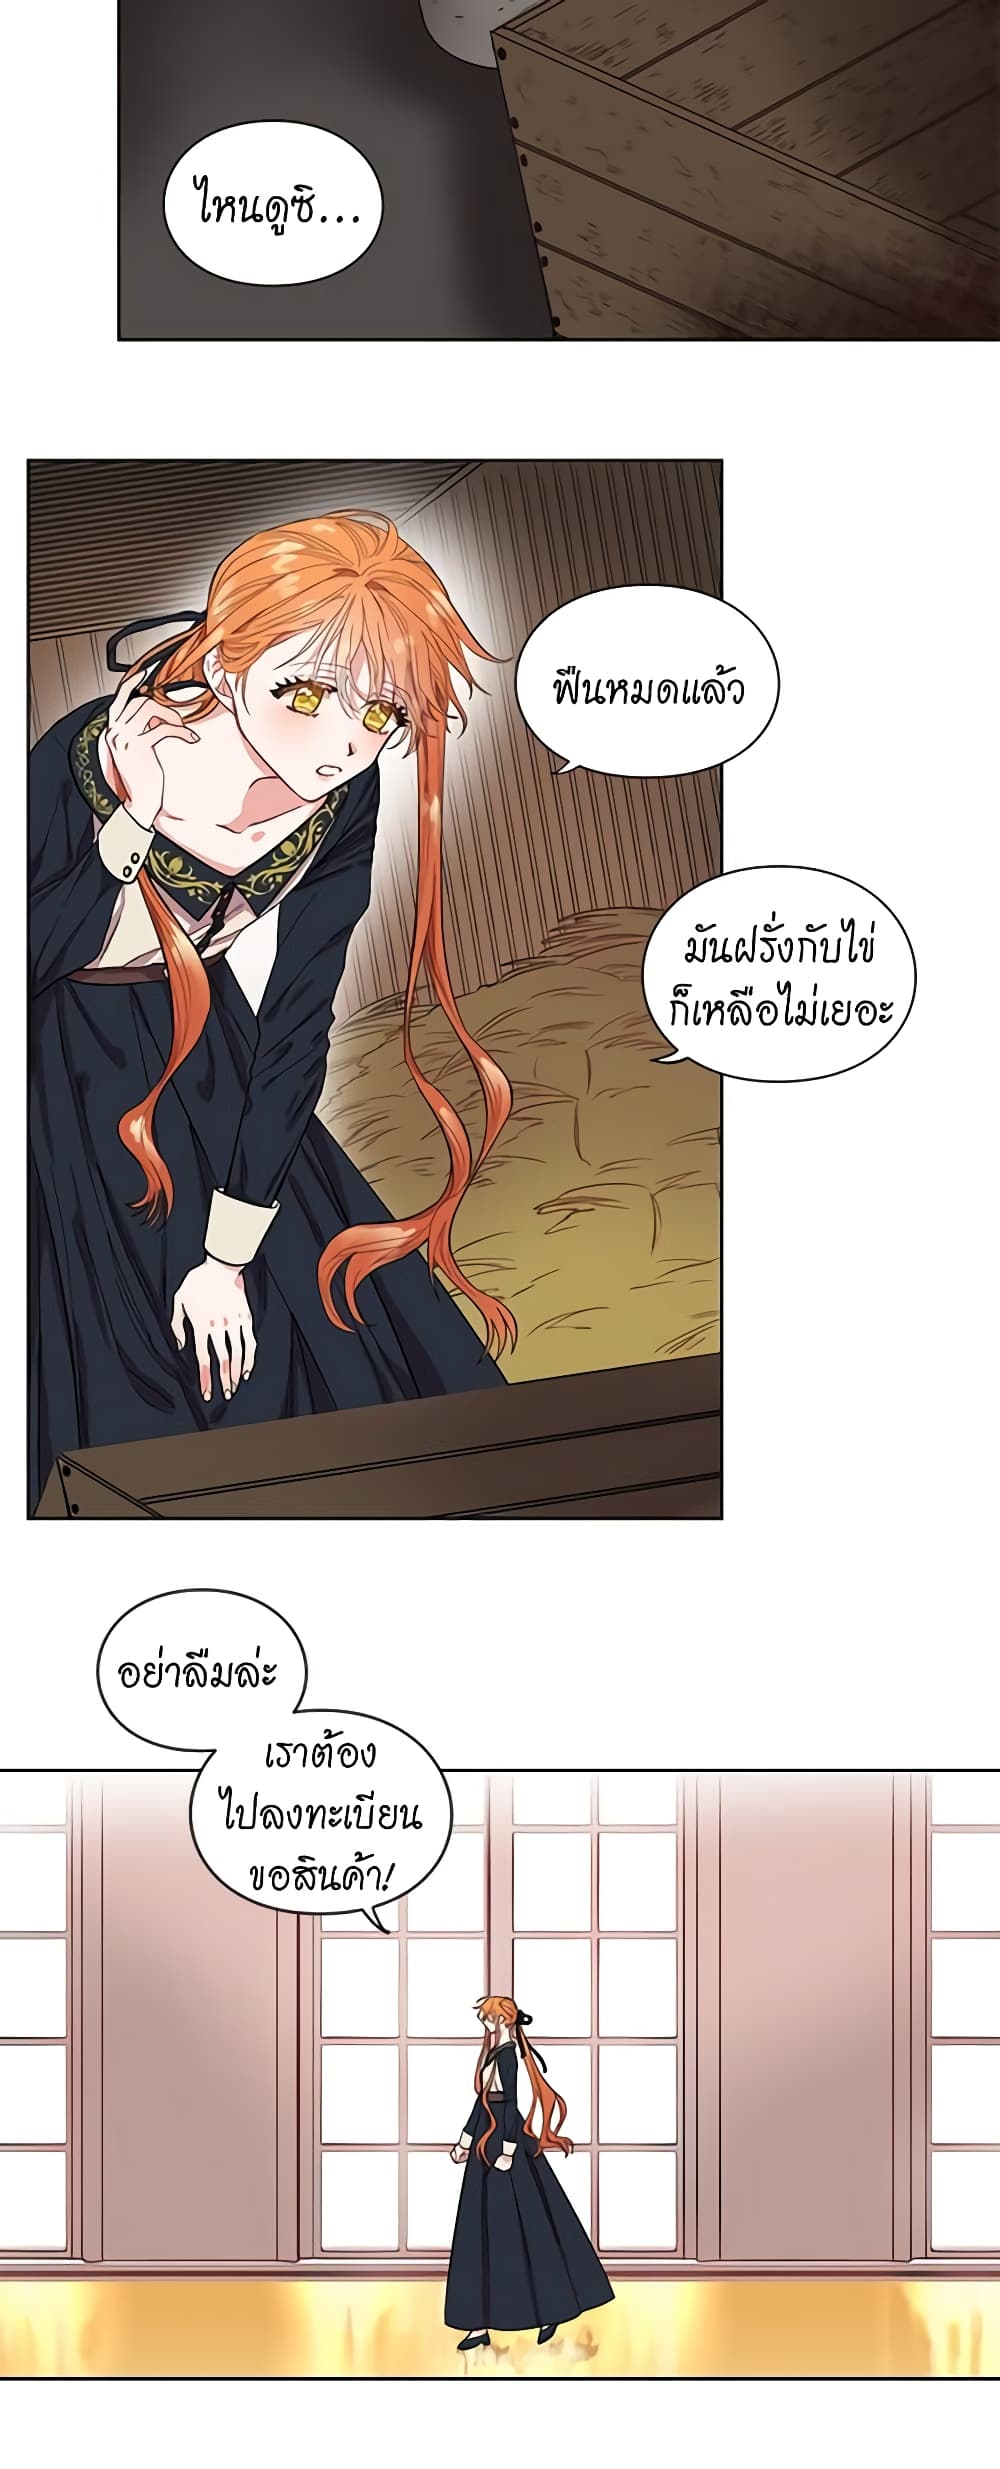 ไหนดูซิ...
ฟืนหมดแล้ว
มันฝรั่งกับไข่
ก็เหลือไม่เยอะ
อย่าลืมล่ะ
เราต้อง
ไปลงทะเบียน
ขอสินค้า!